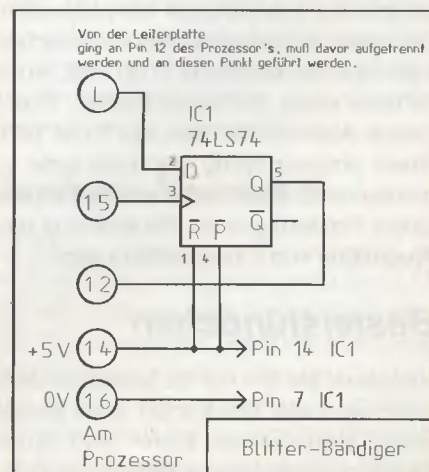 Von der Leiterplatte
ging an Pin 12 des Prozessor's, muß davor aufgetrennt
werden und an diesen Punkt geführt werden.
L
IC1
74LS74
2
D
Q
5
15
3
R
P
Q
12
1
4
+5V
14
Pin 14 IC1
0V
16
Pin 7 IC1
Am
Prozessor
Blitter-Bändiger